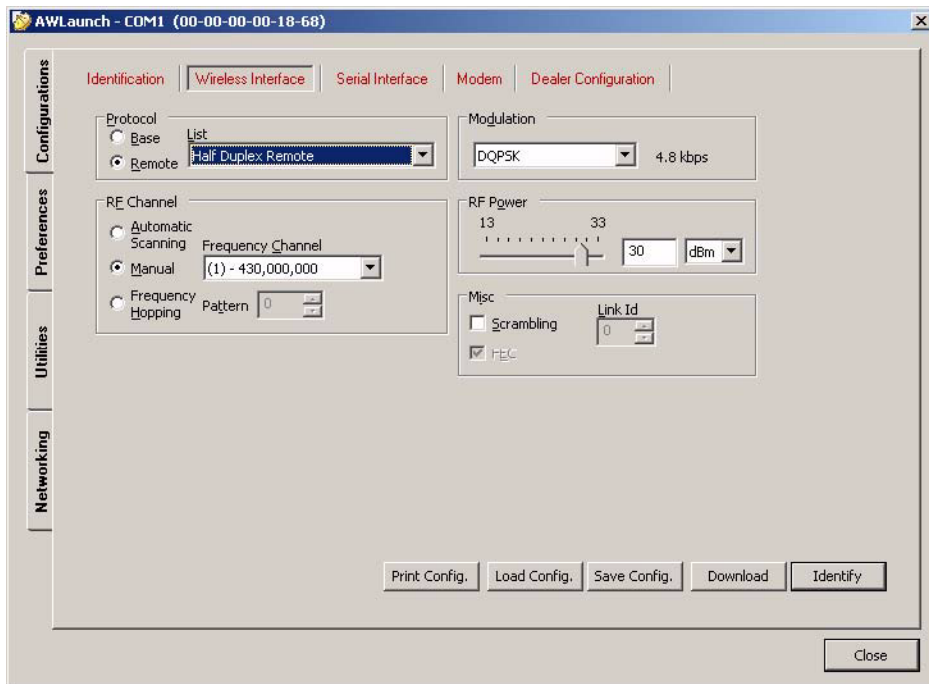 AWLaunch - COM1 (00-00-00-00-18-68)
Configurations
Preferences
Utilities
Networking
Identification
Wireless Interface
Serial Interface
Modem
Dealer Configuration
Protocol
Base
List
Remote
Half Duplex Remote
Modulation
DQPSK
4.8 kbps
RF Channel
Automatic
Scanning
Frequency Channel
Manual
(1) - 430,000,000
Frequency
Hopping
Pattern
0
RF Power
13
33
30
dBm
Misc
Scrambling
Link Id
0
FEC
Print Config.
Load Config.
Save Config.
Download
Identify
Close